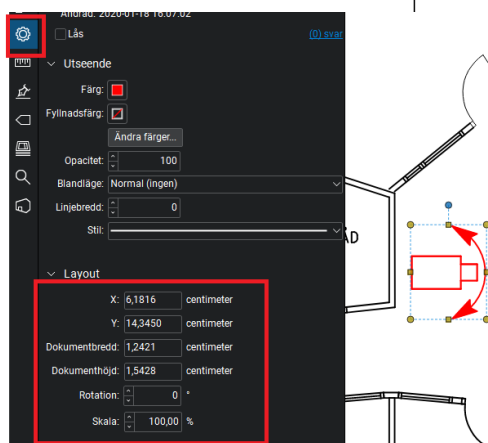 Ändrad: 2020-01-18 16.07.02
Lås (0) svar
Utseende
Färg:
Fyllnadsfärg:
Ändra färger...
Opacitet: 100
Blandläge: Normal (ingen)
Linjebredd: 0
Stil:
Layout
X: 6,1816 centimeter
Y: 14,3450 centimeter
Dokumentbredd: 1,2421 centimeter
Dokumenthöjd: 1,5428 centimeter
Rotation: 0 °
Skala: 100,00 %